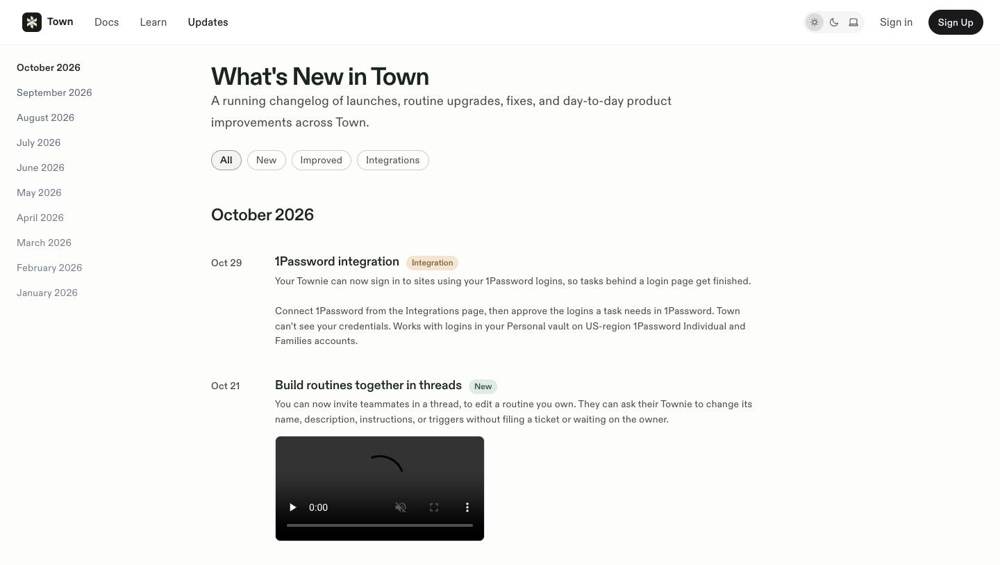 Town
Docs
Learn
Updates
Sign in
Sign Up
October 2026
September 2026
August 2026
July 2026
June 2026
May 2026
April 2026
March 2026
February 2026
January 2026
What's New in Town
A running changelog of launches, routine upgrades, fixes, and day-to-day product
improvements across Town.
All
New
Improved
Integrations
October 2026
Oct 29
1Password integration
Integration
Your Townie can now sign in to sites using your 1Password logins, so tasks behind a login page get finished.
Connect 1Password from the Integrations page, then approve the logins a task needs in 1Password. Town
can't see your credentials. Works with logins in your Personal vault on US-region 1Password Individual and
Families accounts.
Oct 21
Build routines together in threads
New
You can now invite teammates in a thread, to edit a routine you own. They can ask their Townie to change its
name, description, instructions, or triggers without filing a ticket or waiting on the owner.
0:00